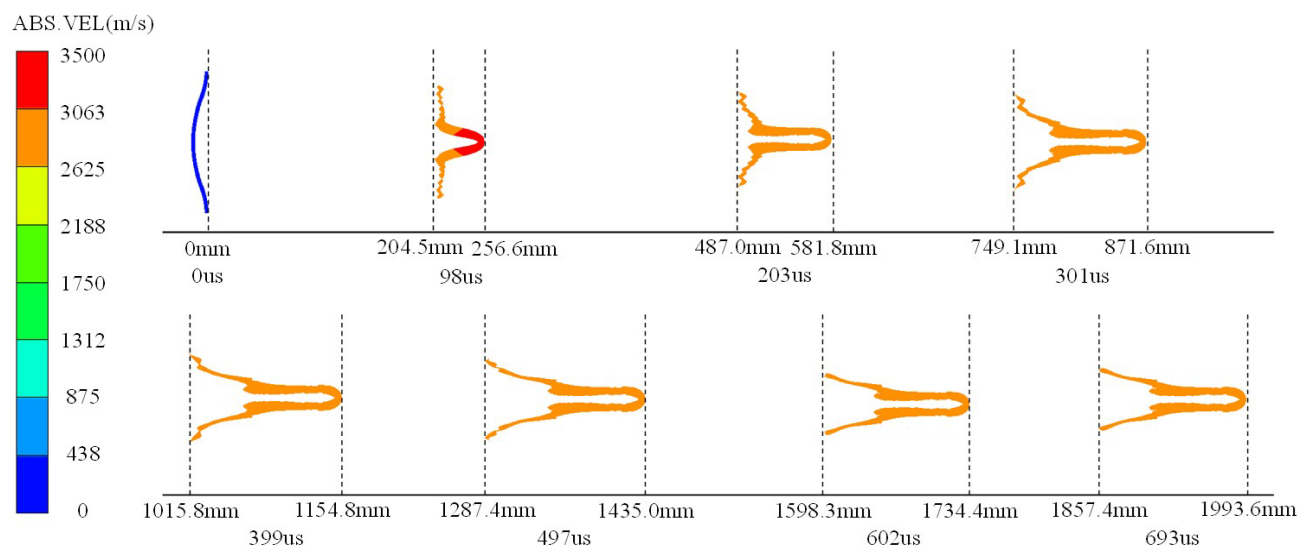 ABS.VEL(m/s)
3500
3063
2625
2188
1750
1312
875
438
0
0mm
0us
204.5mm 256.6mm
98us
487.0mm 581.8mm
203us
749.1mm 871.6mm
301us
1015.8mm 1154.8mm
399us
1287.4mm 1435.0mm
497us
1598.3mm 1734.4mm
602us
1857.4mm 1993.6mm
693us